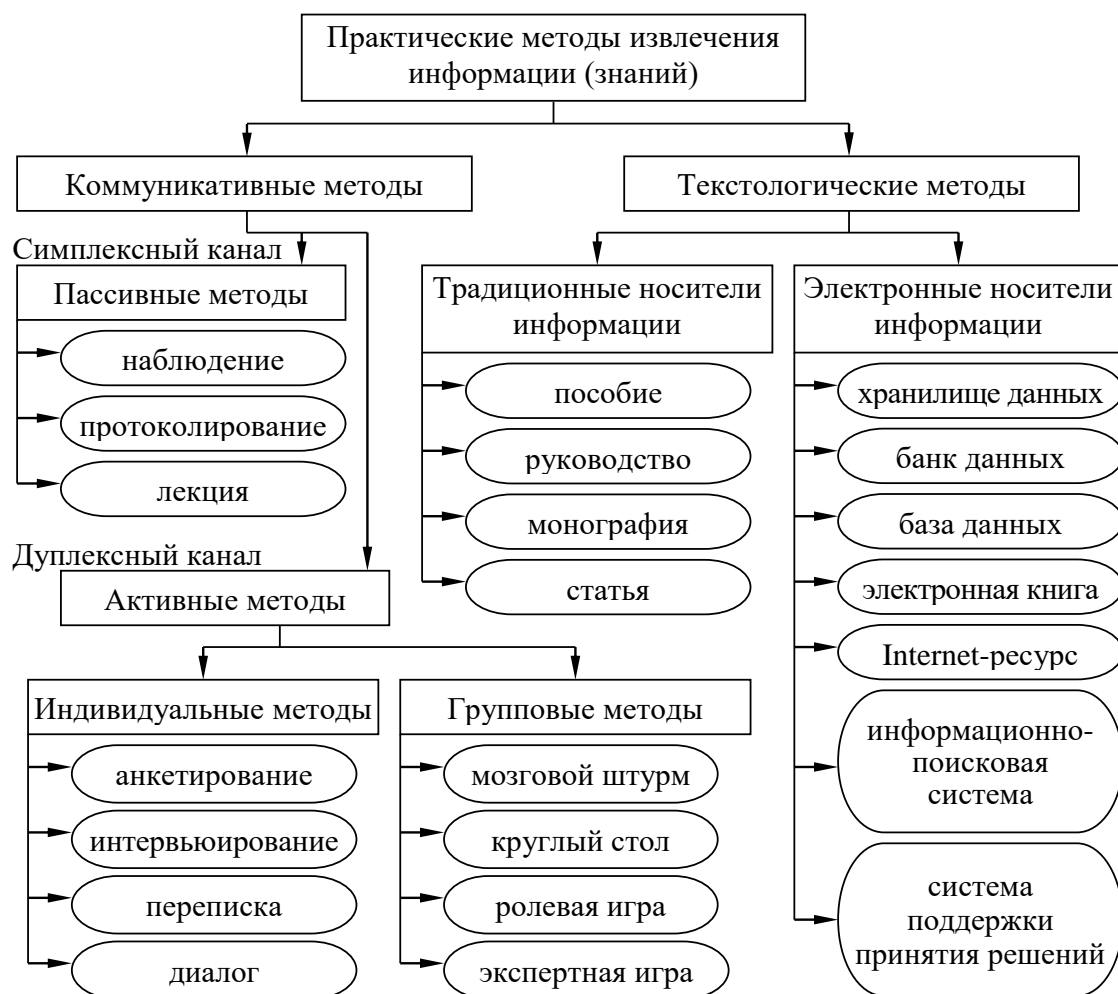 Практические методы извлечения
информации (знаний)
Коммуникативные методы
Текстологические методы
Симплексный канал
Пассивные методы
наблюдение
протоколирование
лекция
Дуплексный канал
Активные методы
Индивидуальные методы
анкетирование
интервьюирование
переписка
диалог
Групповые методы
мозговой штурм
круглый стол
ролевая игра
экспертная игра
Традиционные носители
информации
пособие
руководство
монография
статья
Электронные носители
информации
хранилище данных
банк данных
база данных
электронная книга
Internet-ресурс
информационно-
поисковая
система
система
поддержки
принятия решений